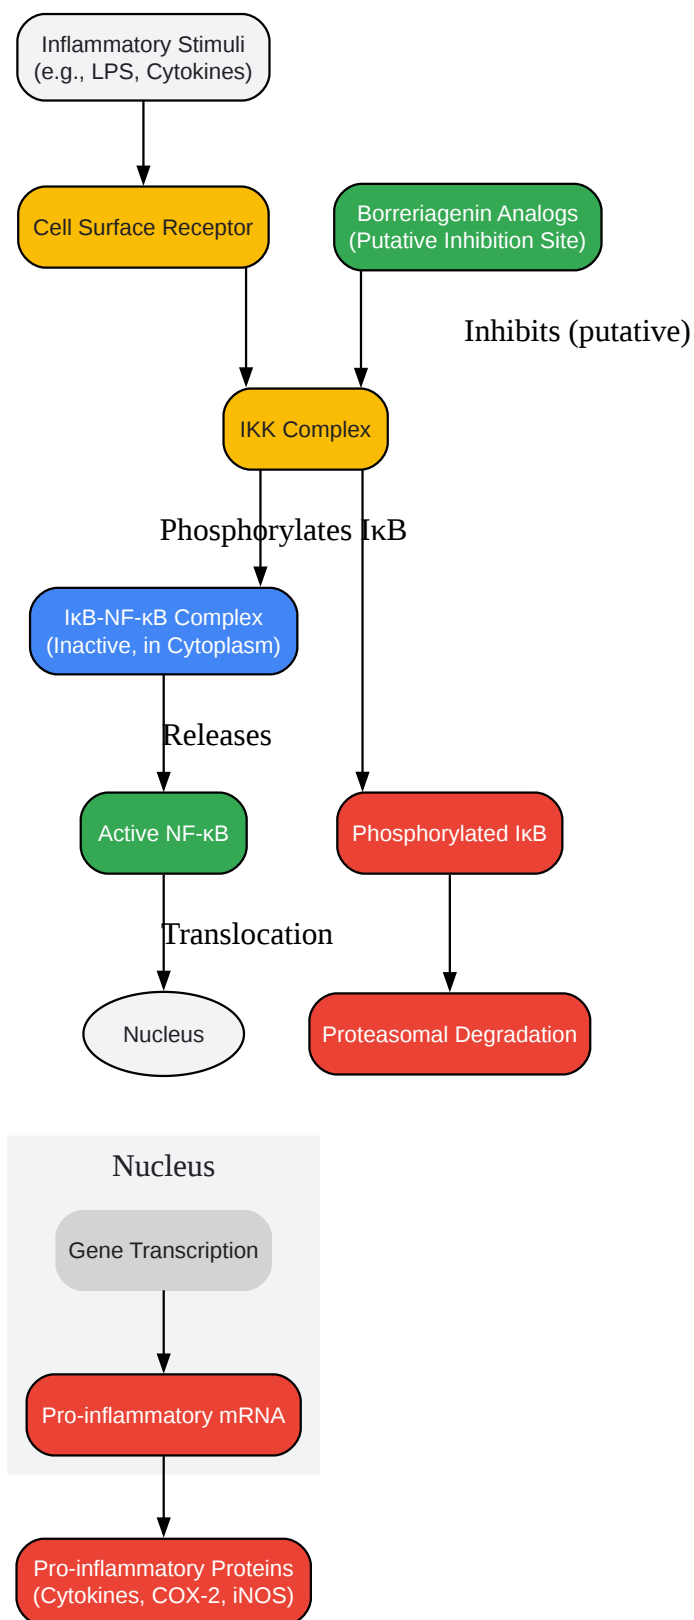 Inflammatory Stimuli
(e.g., LPS, Cytokines)
Cell Surface Receptor
Borreriagenin Analogs
(Putative Inhibition Site)
Inhibits (putative)
IKK Complex
Phosphorylates IκB
IκB-NF-κB Complex
(Inactive, in Cytoplasm)
Releases
Active NF-κB
Phosphorylated IκB
Translocation
Nucleus
Proteasomal Degradation
Nucleus
Gene Transcription
Pro-inflammatory mRNA
Pro-inflammatory Proteins
(Cytokines, COX-2, iNOS)